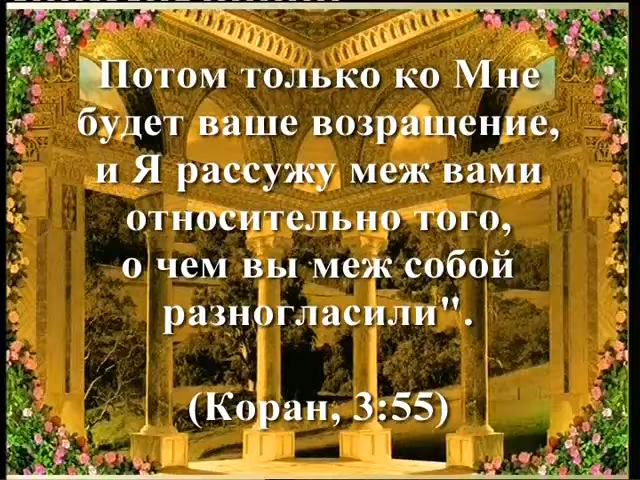 Потом только ко Мне
будет ваше возращение,
и Я рассужу меж вами
относительно того,
о чем вы меж собой
разногласили".
(Коран, 3:55)